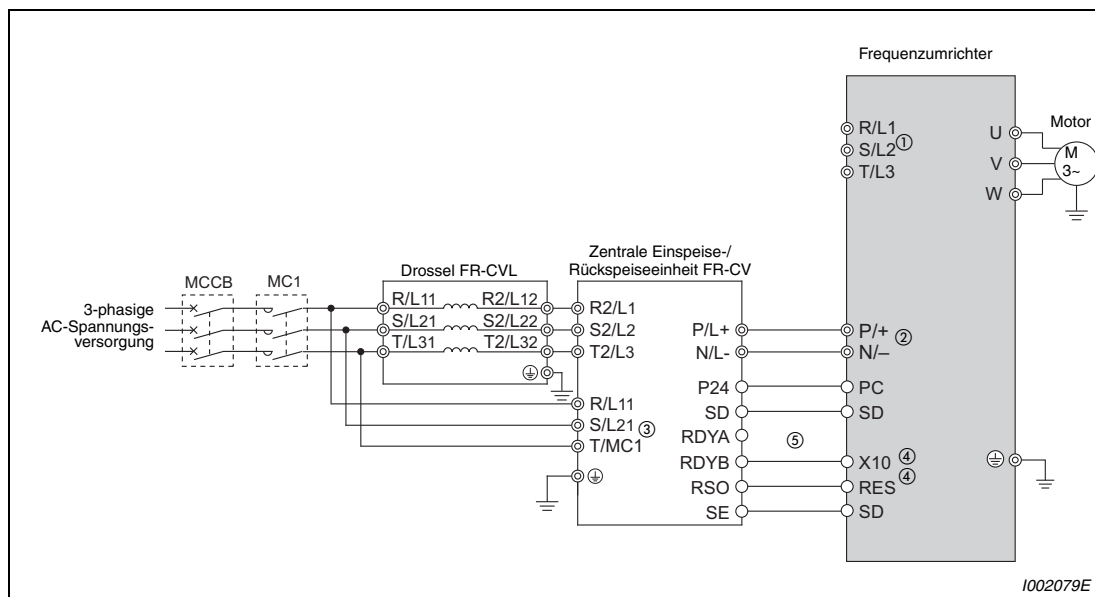 Frequenzumrichter
R/L1
S/L2 ①
T/L3
U
V
W
Motor
M
3~
Zentrale Einspeise-/
Rückspeiseeinheit FR-CV
Drossel FR-CVL
MCCB
MC1
3-phasige
AC-Spannungs-
versorgung
R/L11 R2/L12
S/L21 S2/L22
T/L31 T2/L32
R2/L1
S2/L2
T2/L3
R/L11
S/L21 ③
T/MC1
P/L+
N/L-
P24
SD
RDYA
RDYB
RSO
SE
⑤
P/+
②
N/–
PC
SD
X10 ④
RES ④
SD
I002079E